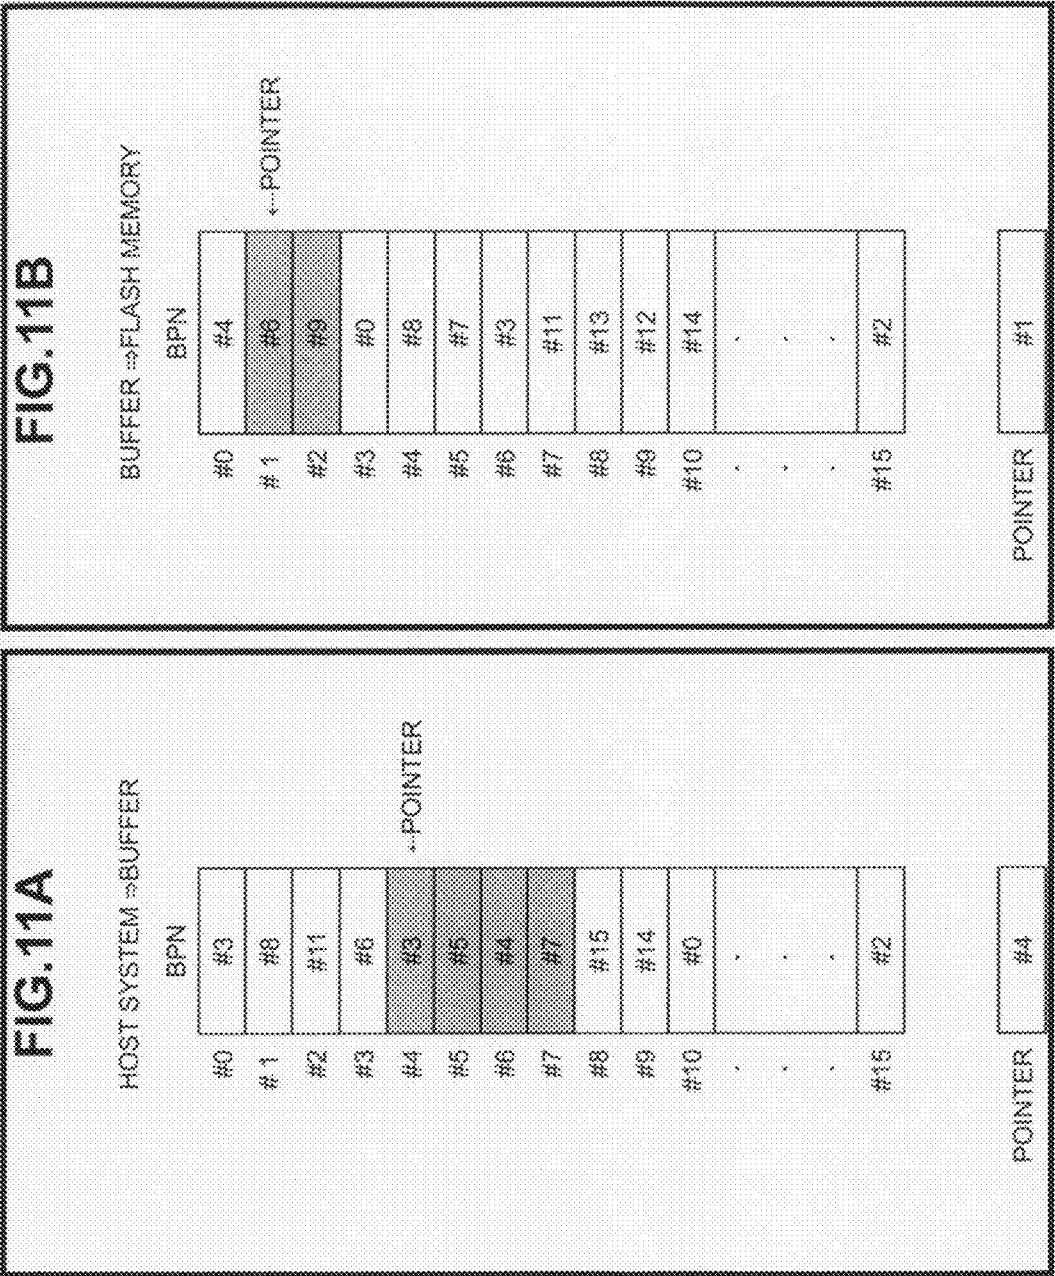 FIG.11A
HOST SYSTEM ⇒BUFFER
BPN
#0 #3
# 1 #8
#2 #11
#3 #6
#4 #3 ←--POINTER
#5 #5
#6 #4
#7 #7
#8 #15
#9 #14
#10 #0
. .
. .
. .
#15 #2
POINTER #4
FIG.11B
BUFFER ⇒FLASH MEMORY
BPN
#0 #4
# 1 #6 ←---POINTER
#2 #9
#3 #0
#4 #8
#5 #7
#6 #3
#7 #11
#8 #13
#9 #12
#10 #14
. .
. .
. .
#15 #2
POINTER #1